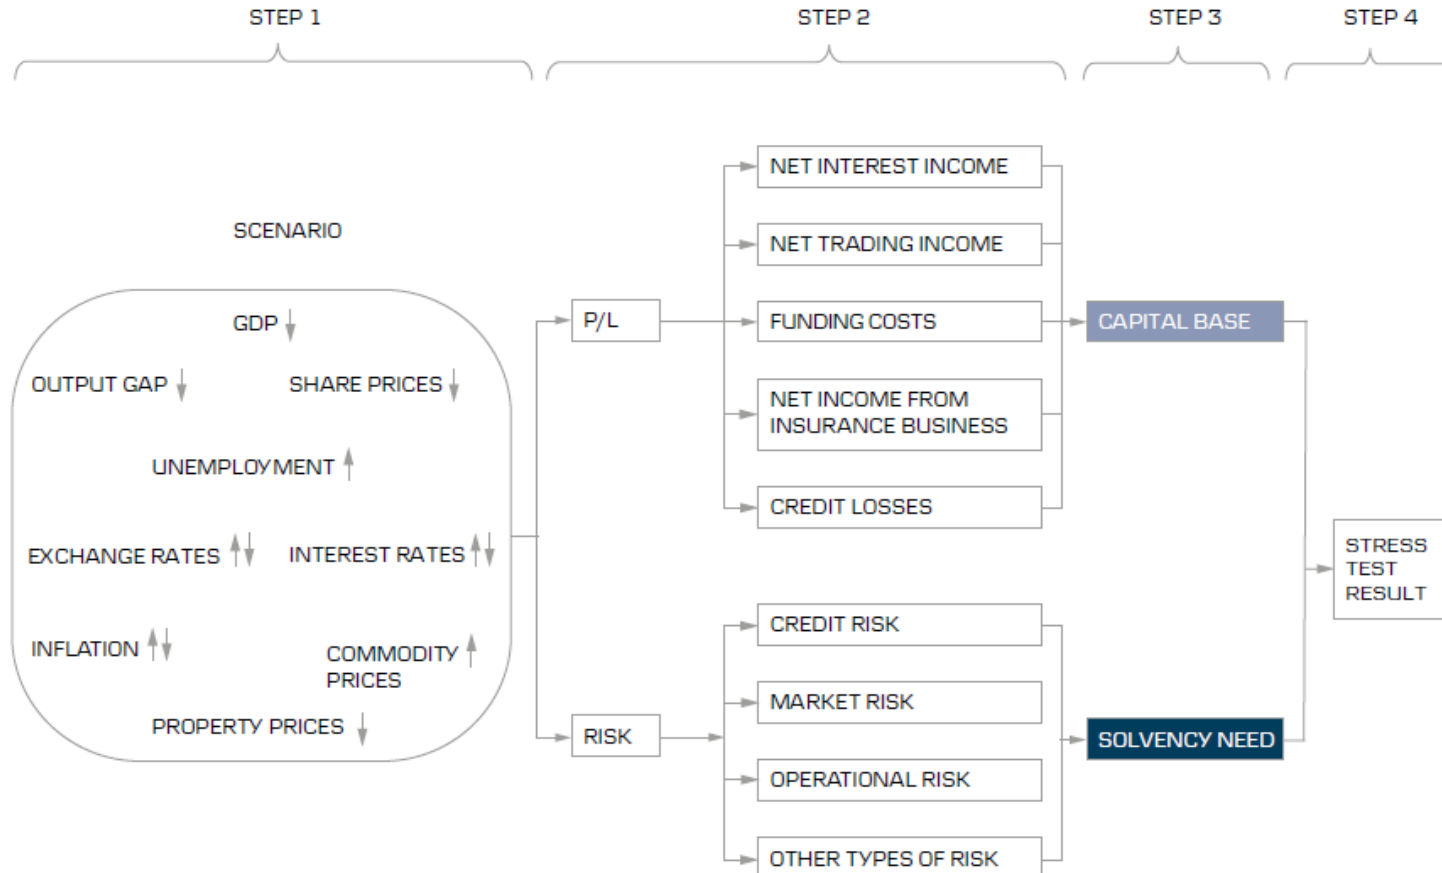 STEP 1
STEP 2
STEP 3
STEP 4
SCENARIO
GDP
OUTPUT GAP
SHARE PRICES
UNEMPLOYMENT
EXCHANGE RATES
INTEREST RATES
INFLATION
COMMODITY
PRICES
PROPERTY PRICES
P/L
RISK
NET INTEREST INCOME
NET TRADING INCOME
FUNDING COSTS
NET INCOME FROM
INSURANCE BUSINESS
CREDIT LOSSES
CREDIT RISK
MARKET RISK
OPERATIONAL RISK
OTHER TYPES OF RISK
CAPITAL BASE
SOLVENCY NEED
STRESS
TEST
RESULT